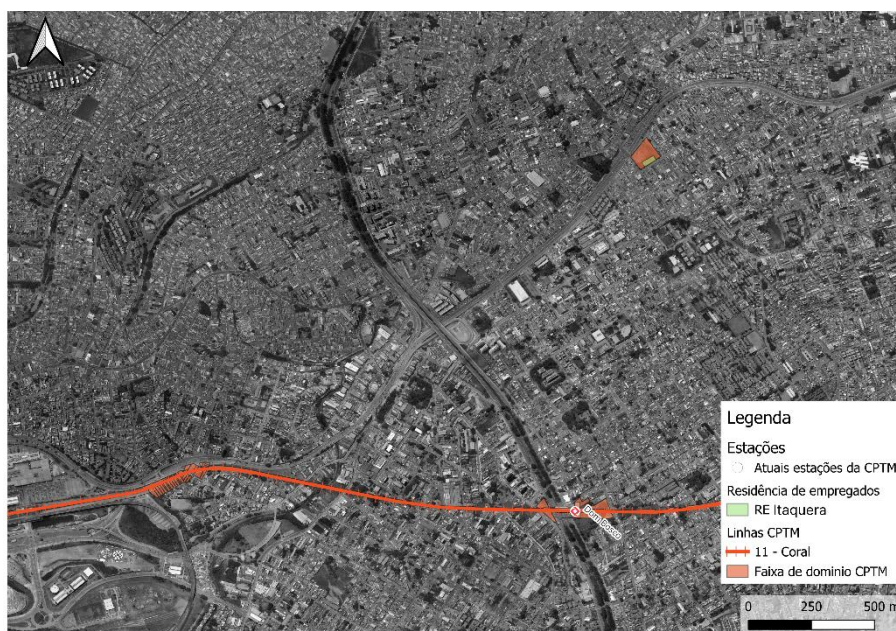 Dom Bosco
Legenda
Estações
Atuais estações da CPTM
Residência de empregados
RE Itaquera
Linhas CPTM
11 - Coral
Faixa de dominio CPTM
0 250 500 m